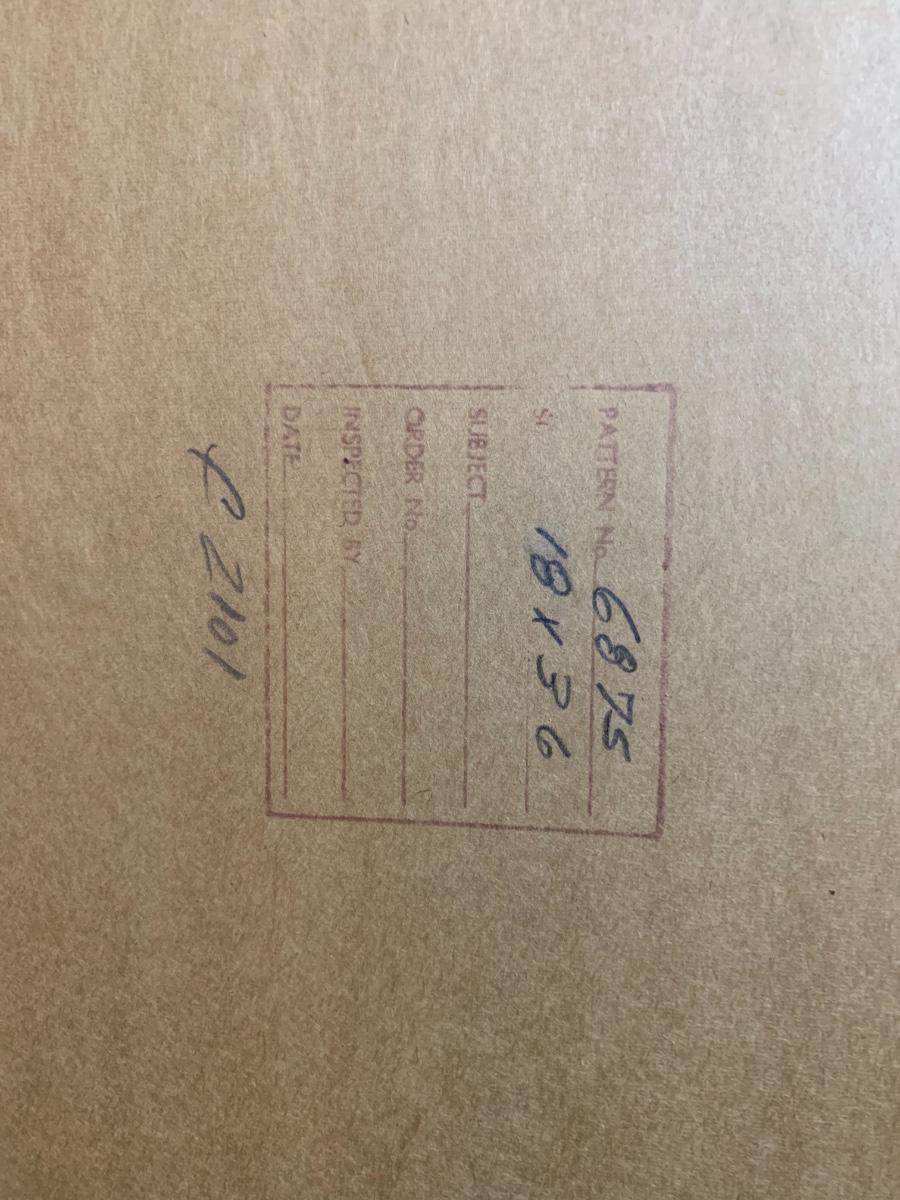 PATTERN No. 6875
SI 18 x 36
SUBJECT
ORDER No.
INSPECTED BY
DATE
P 2101